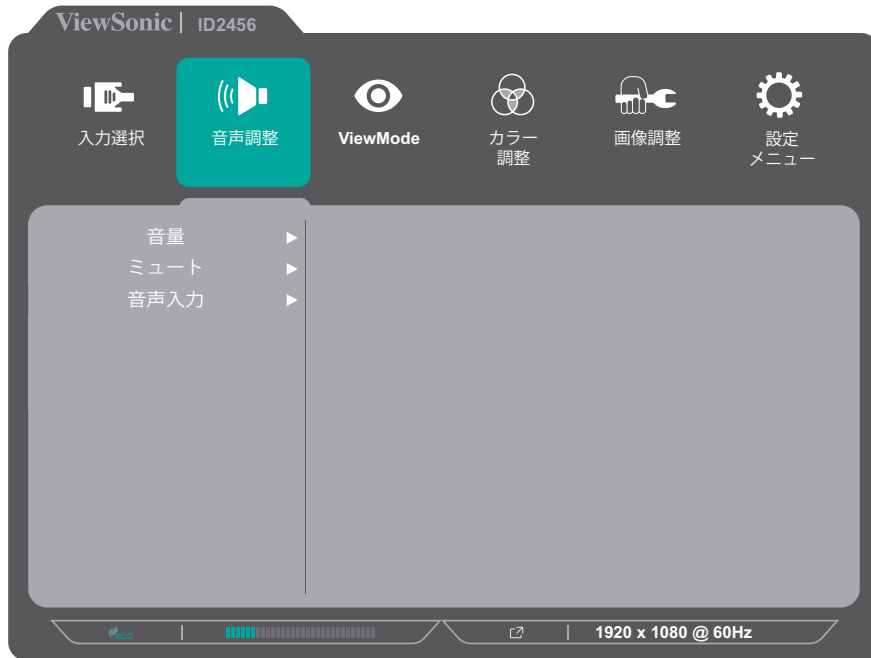 ViewSonic | ID2456
入力選択
音声調整
ViewMode
カラー
調整
画像調整
設定
メニュー
音量
ミュート
音声入力
eco
1920 x 1080 @ 60Hz